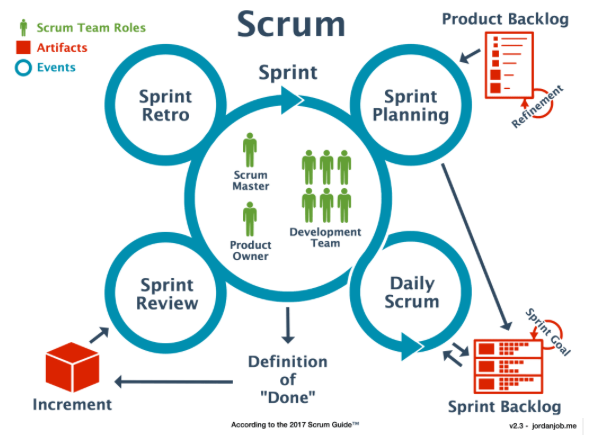 Scrum
Scrum Team Roles
Artifacts
Events
Product Backlog
Refinement
Sprint
Sprint
Retro
Sprint
Planning
Scrum
Master
Product
Owner
Development
Team
Sprint
Review
Daily
Scrum
Sprint Goal
Sprint Backlog
Definition
of
"Done"
Increment
According to the 2017 Scrum Guide™
v2.3 - jordanjob.me